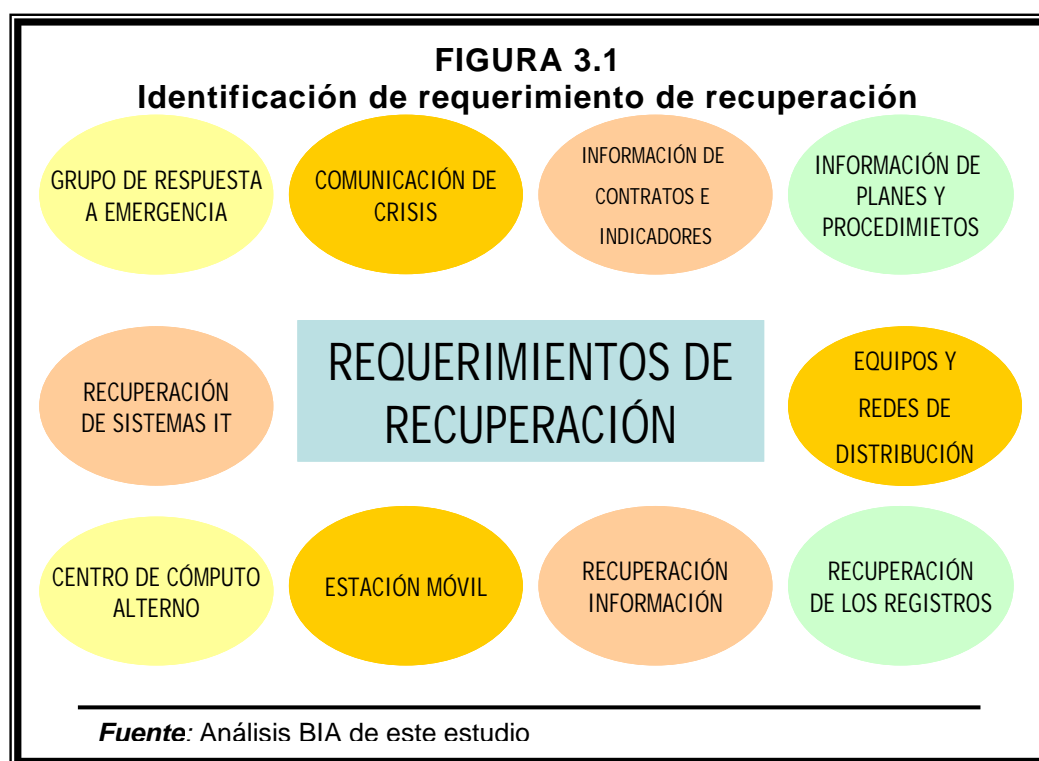 FIGURA 3.1
Identificación de requerimiento de recuperación
GRUPO DE RESPUESTA
A EMERGENCIA
COMUNICACIÓN DE
CRISIS
INFORMACIÓN DE
CONTRATOS E
INDICADORES
INFORMACIÓN DE
PLANES Y
PROCEDIMIETOS
RECUPERACIÓN
DE SISTEMAS IT
REQUERIMIENTOS DE
RECUPERACIÓN
EQUIPOS Y
REDES DE
DISTRIBUCIÓN
CENTRO DE CÓMPUTO
ALTERNO
ESTACIÓN MÓVIL
RECUPERACIÓN
INFORMACIÓN
RECUPERACIÓN
DE LOS REGISTROS
Fuente: Análisis BIA de este estudio